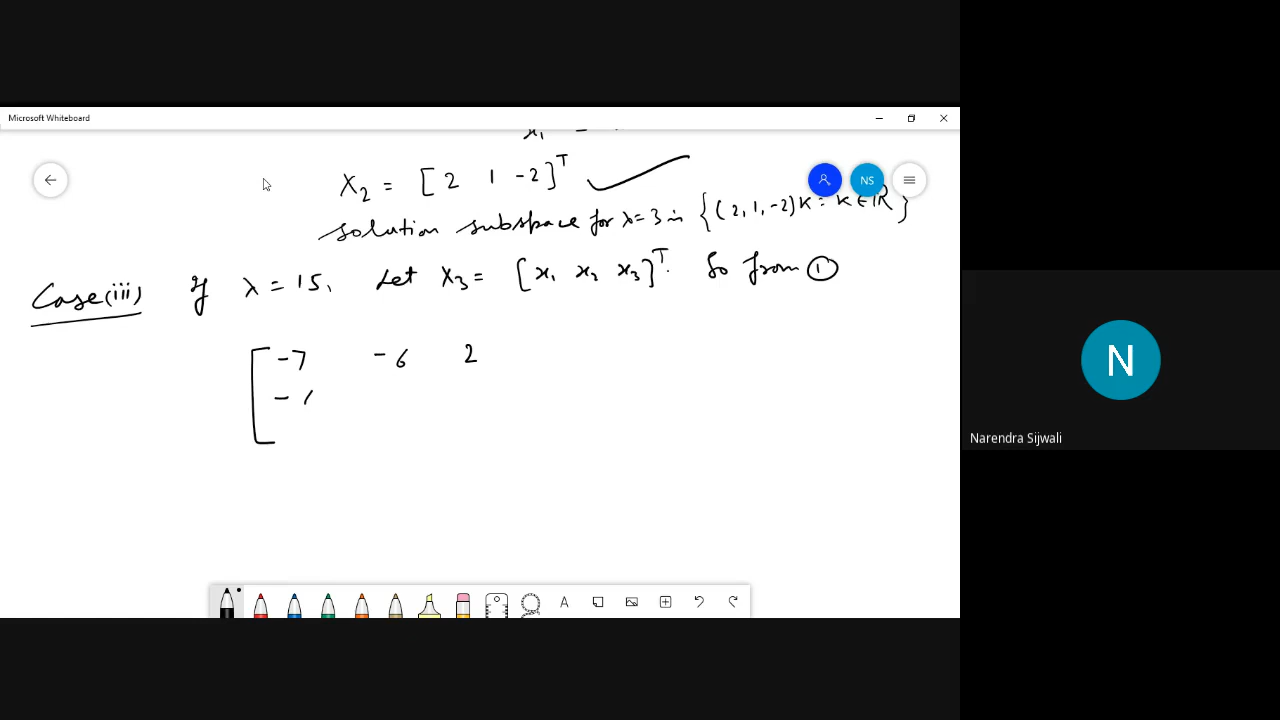 Microsoft Whiteboard
x₁ =
X₂ = [2 1 -2]ᵀ
NS
solution subspace for λ=3 is {(2,1,-2)K : K∈ℝ}
Case(iii) If λ = 15, Let X₃ = [x₁ x₂ x₃]ᵀ. So from ①
-7 -6 2
-
N
Narendra Sijwali
A